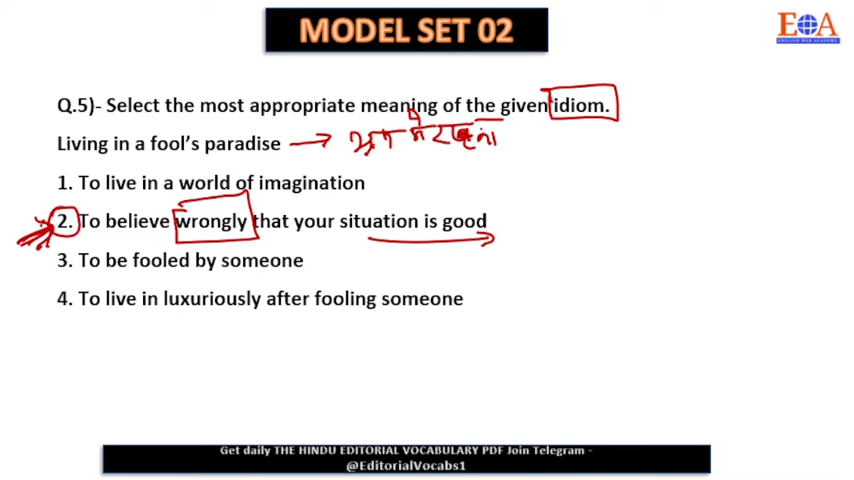 MODEL SET 02
EOA
ENGLISH WEB ACADEMY
Q.5)- Select the most appropriate meaning of the given idiom.
Living in a fool's paradise
1. To live in a world of imagination
2. To believe wrongly that your situation is good
3. To be fooled by someone
4. To live in luxuriously after fooling someone
Get daily THE HINDU EDITORIAL VOCABULARY PDF Join Telegram -
@EditorialVocabs1